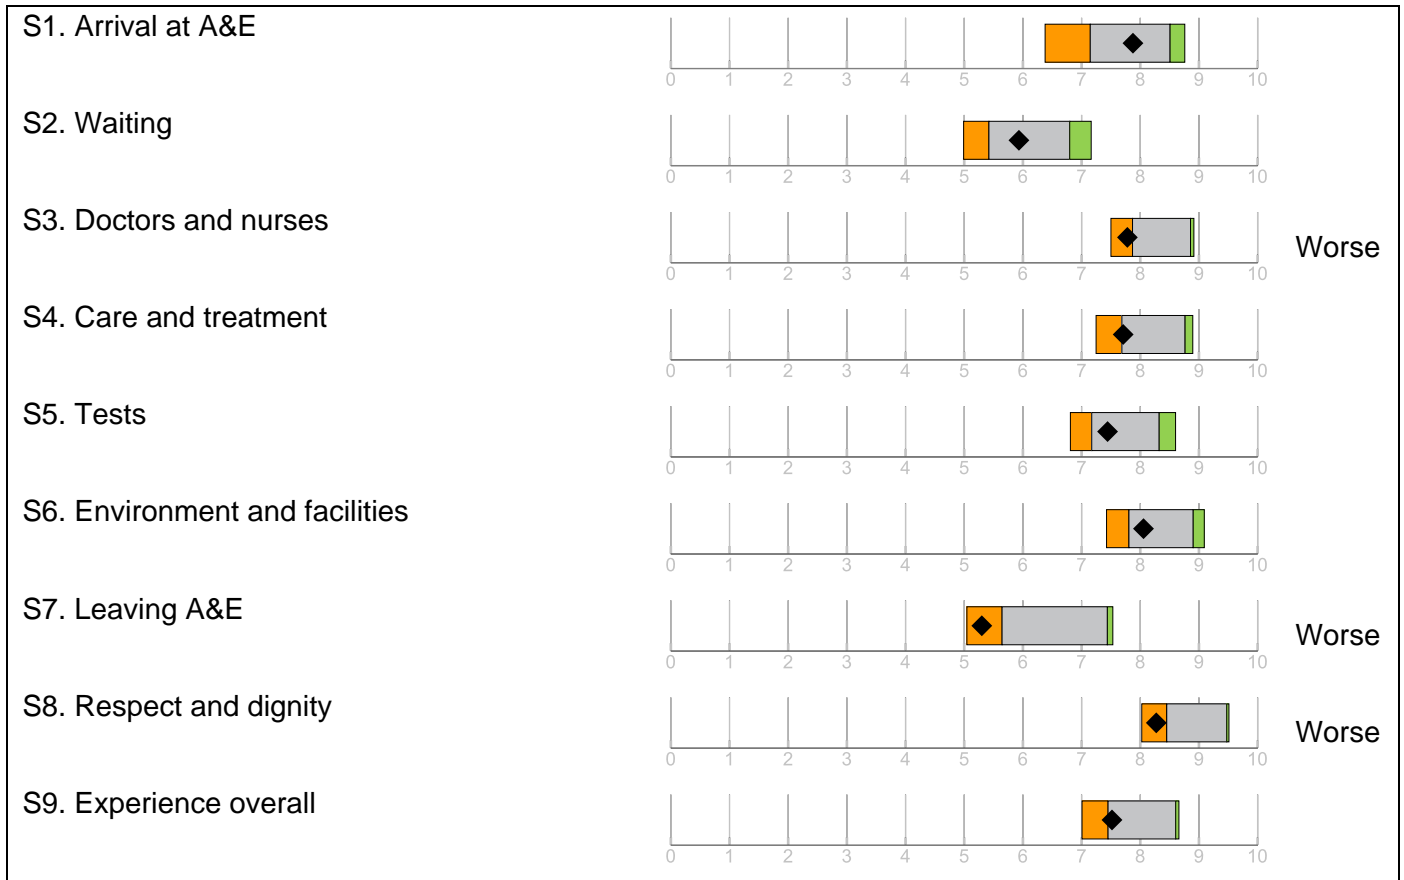 S1. Arrival at A&E
0 1 2 3 4 5 6 7 8 9 10
S2. Waiting
0 1 2 3 4 5 6 7 8 9 10
S3. Doctors and nurses
Worse
0 1 2 3 4 5 6 7 8 9 10
S4. Care and treatment
0 1 2 3 4 5 6 7 8 9 10
S5. Tests
0 1 2 3 4 5 6 7 8 9 10
S6. Environment and facilities
0 1 2 3 4 5 6 7 8 9 10
S7. Leaving A&E
Worse
0 1 2 3 4 5 6 7 8 9 10
S8. Respect and dignity
Worse
0 1 2 3 4 5 6 7 8 9 10
S9. Experience overall
0 1 2 3 4 5 6 7 8 9 10